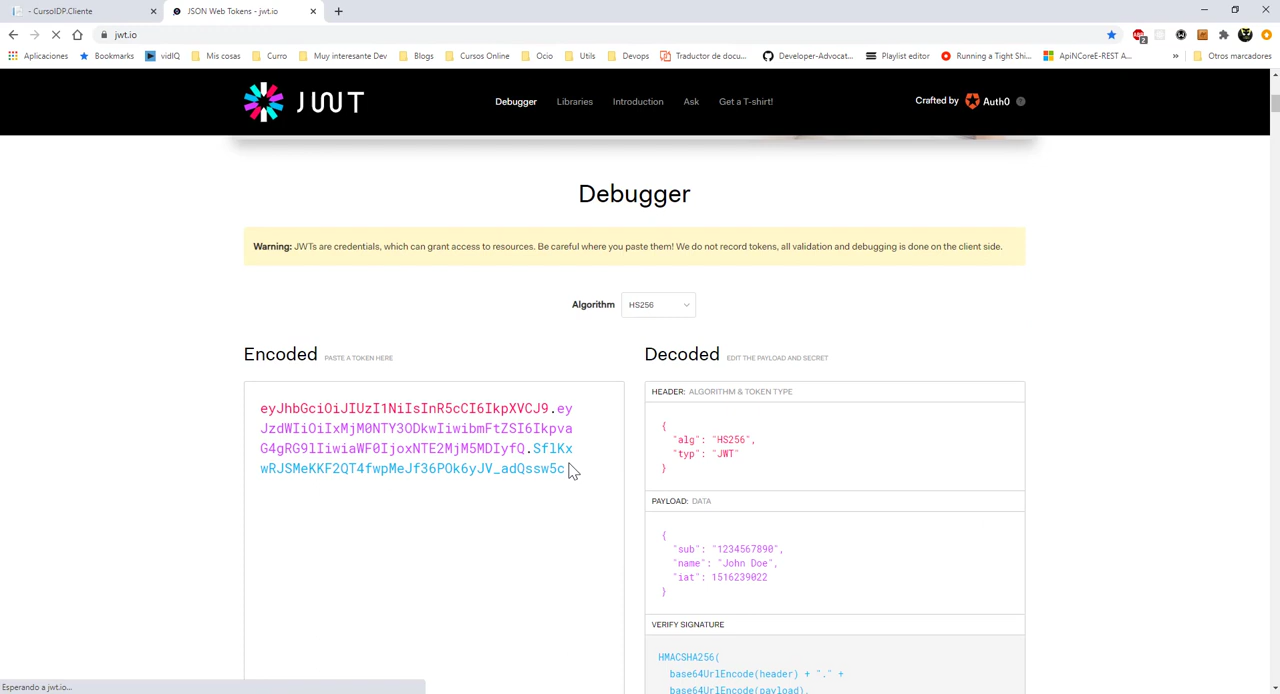 - CursoIDP.Cliente
JSON Web Tokens - jwt.io
jwt.io
2
Aplicaciones
Bookmarks
vidIQ
Mis cosas
Curro
Muy interesante Dev
Blogs
Cursos Online
Ocio
Utils
Devops
Traductor de docu...
Developer-Advocat...
Playlist editor
Running a Tight Shi...
ApiNCoreE-REST A...
»
Otros marcadores
JWT
Debugger
Libraries
Introduction
Ask
Get a T-shirt!
Crafted by Auth0 ?
Debugger
Warning: JWTs are credentials, which can grant access to resources. Be careful where you paste them! We do not record tokens, all validation and debugging is done on the client side.
Algorithm HS256
Encoded PASTE A TOKEN HERE
eyJhbGciOiJIUzI1NiIsInR5cCI6IkpXVCJ9.ey
JzdWIiOiIxMjM0NTY3ODkwIiwibmFtZSI6Ikpva
G4gRG9lIiwiaWF0IjoxNTE2MjM5MDIyfQ.SflKx
wRJSMeKKF2QT4fwpMeJf36POk6yJV_adQssw5c
Decoded EDIT THE PAYLOAD AND SECRET
HEADER: ALGORITHM & TOKEN TYPE
{
"alg": "HS256",
"typ": "JWT"
}
PAYLOAD: DATA
{
"sub": "1234567890",
"name": "John Doe",
"iat": 1516239022
}
VERIFY SIGNATURE
HMACSHA256(
base64UrlEncode(header) + "." +
base64UrlEncode(payload),
Esperando a jwt.io...